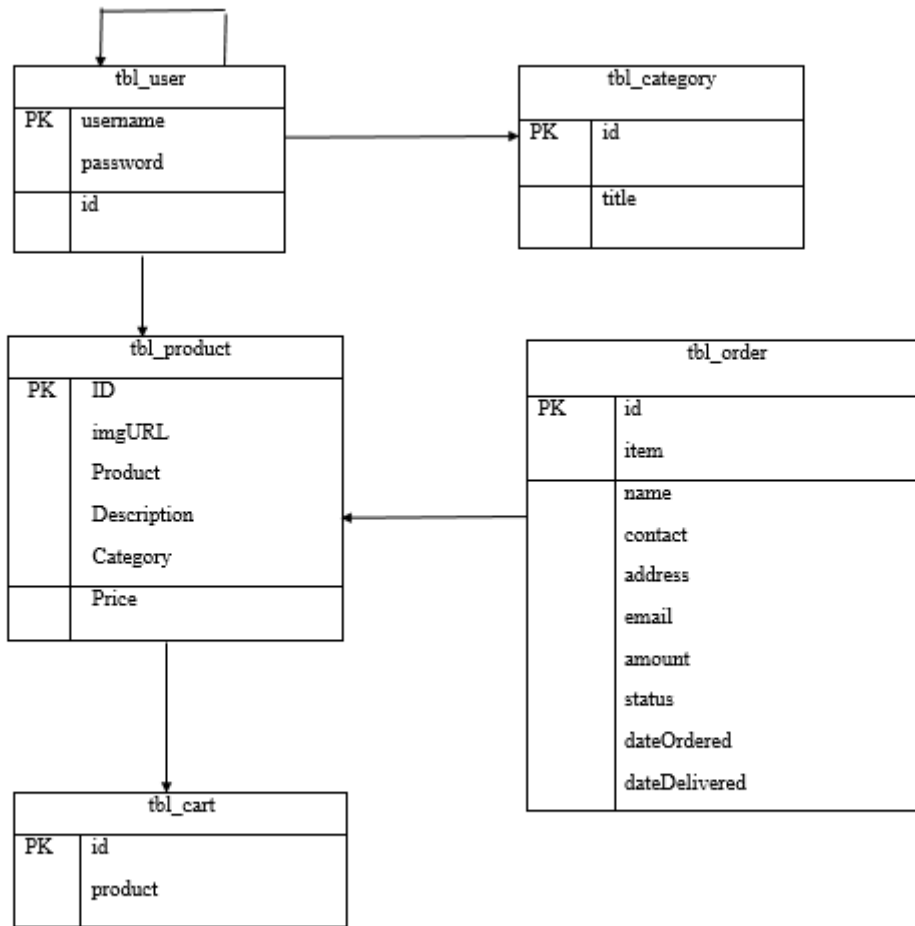 tbl_user
PK username
password
id
tbl_category
PK id
title
tbl_product
PK ID
imgURL
Product
Description
Category
Price
tbl_order
PK id
item
name
contact
address
email
amount
status
dateOrdered
dateDelivered
tbl_cart
PK id
product